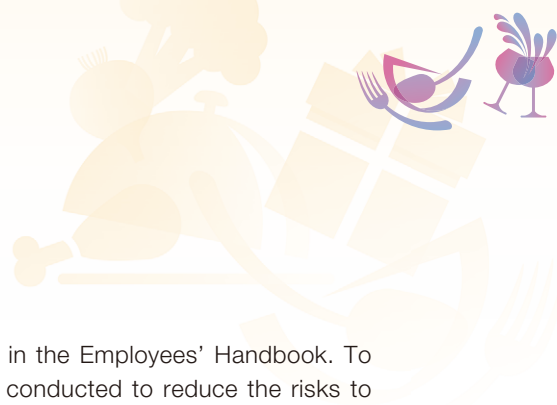 in the Employees’ Handbook. To
conducted to reduce the risks to